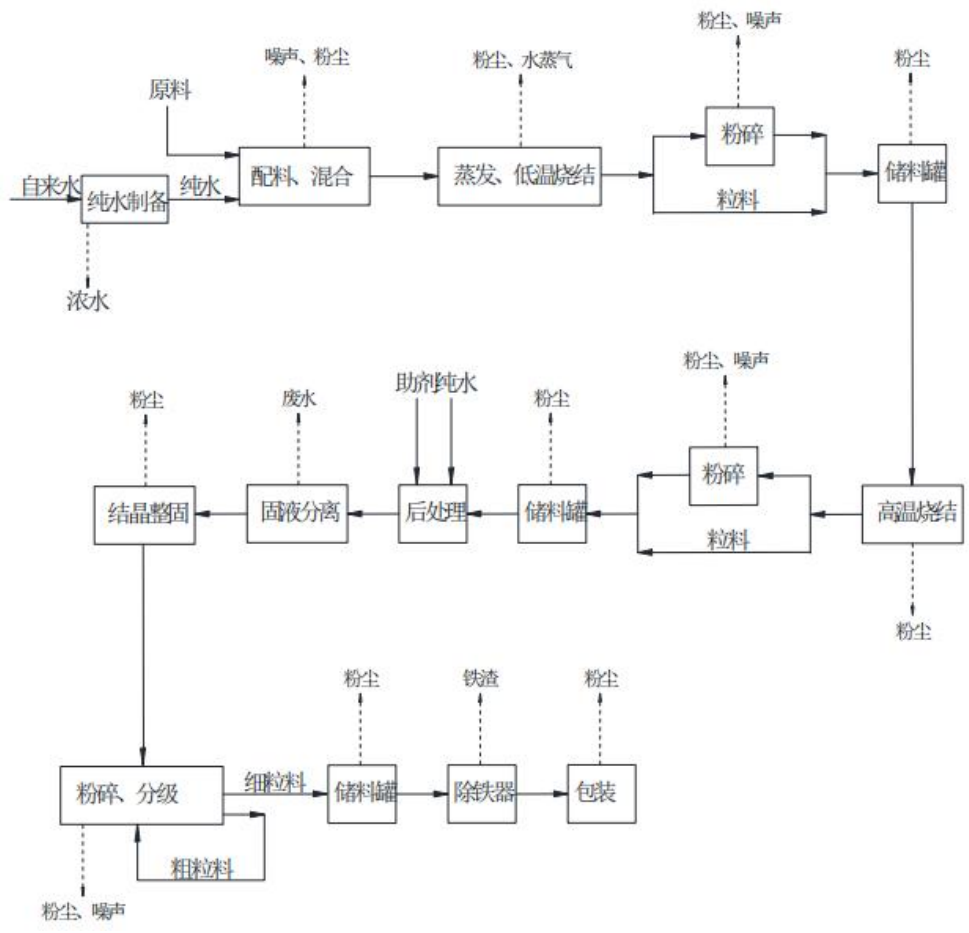 粉尘、噪声
噪声、粉尘
粉尘、水蒸气
粉尘
原料
粉碎
配料、混合
蒸发、低温烧结
储料罐
自来水
纯水制备
纯水
粒料
浓水
粉尘、噪声
粉尘
废水
助剂
纯水
粉尘
粉碎
结晶整固
固液分离
后处理
储料罐
高温烧结
粒料
粉尘
粉尘
铁渣
粉尘
粉碎、分级
细粒料
储料罐
除铁器
包装
粗粒料
粉尘、噪声